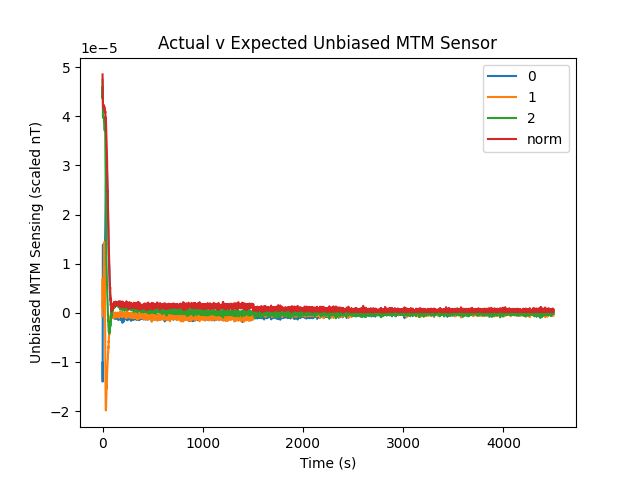 Actual v Expected Unbiased MTM Sensor
1e−5
5
4
3
2
1
0
−1
−2
Unbiased MTM Sensing (scaled nT)
0
1
2
norm
0 1000 2000 3000 4000
Time (s)